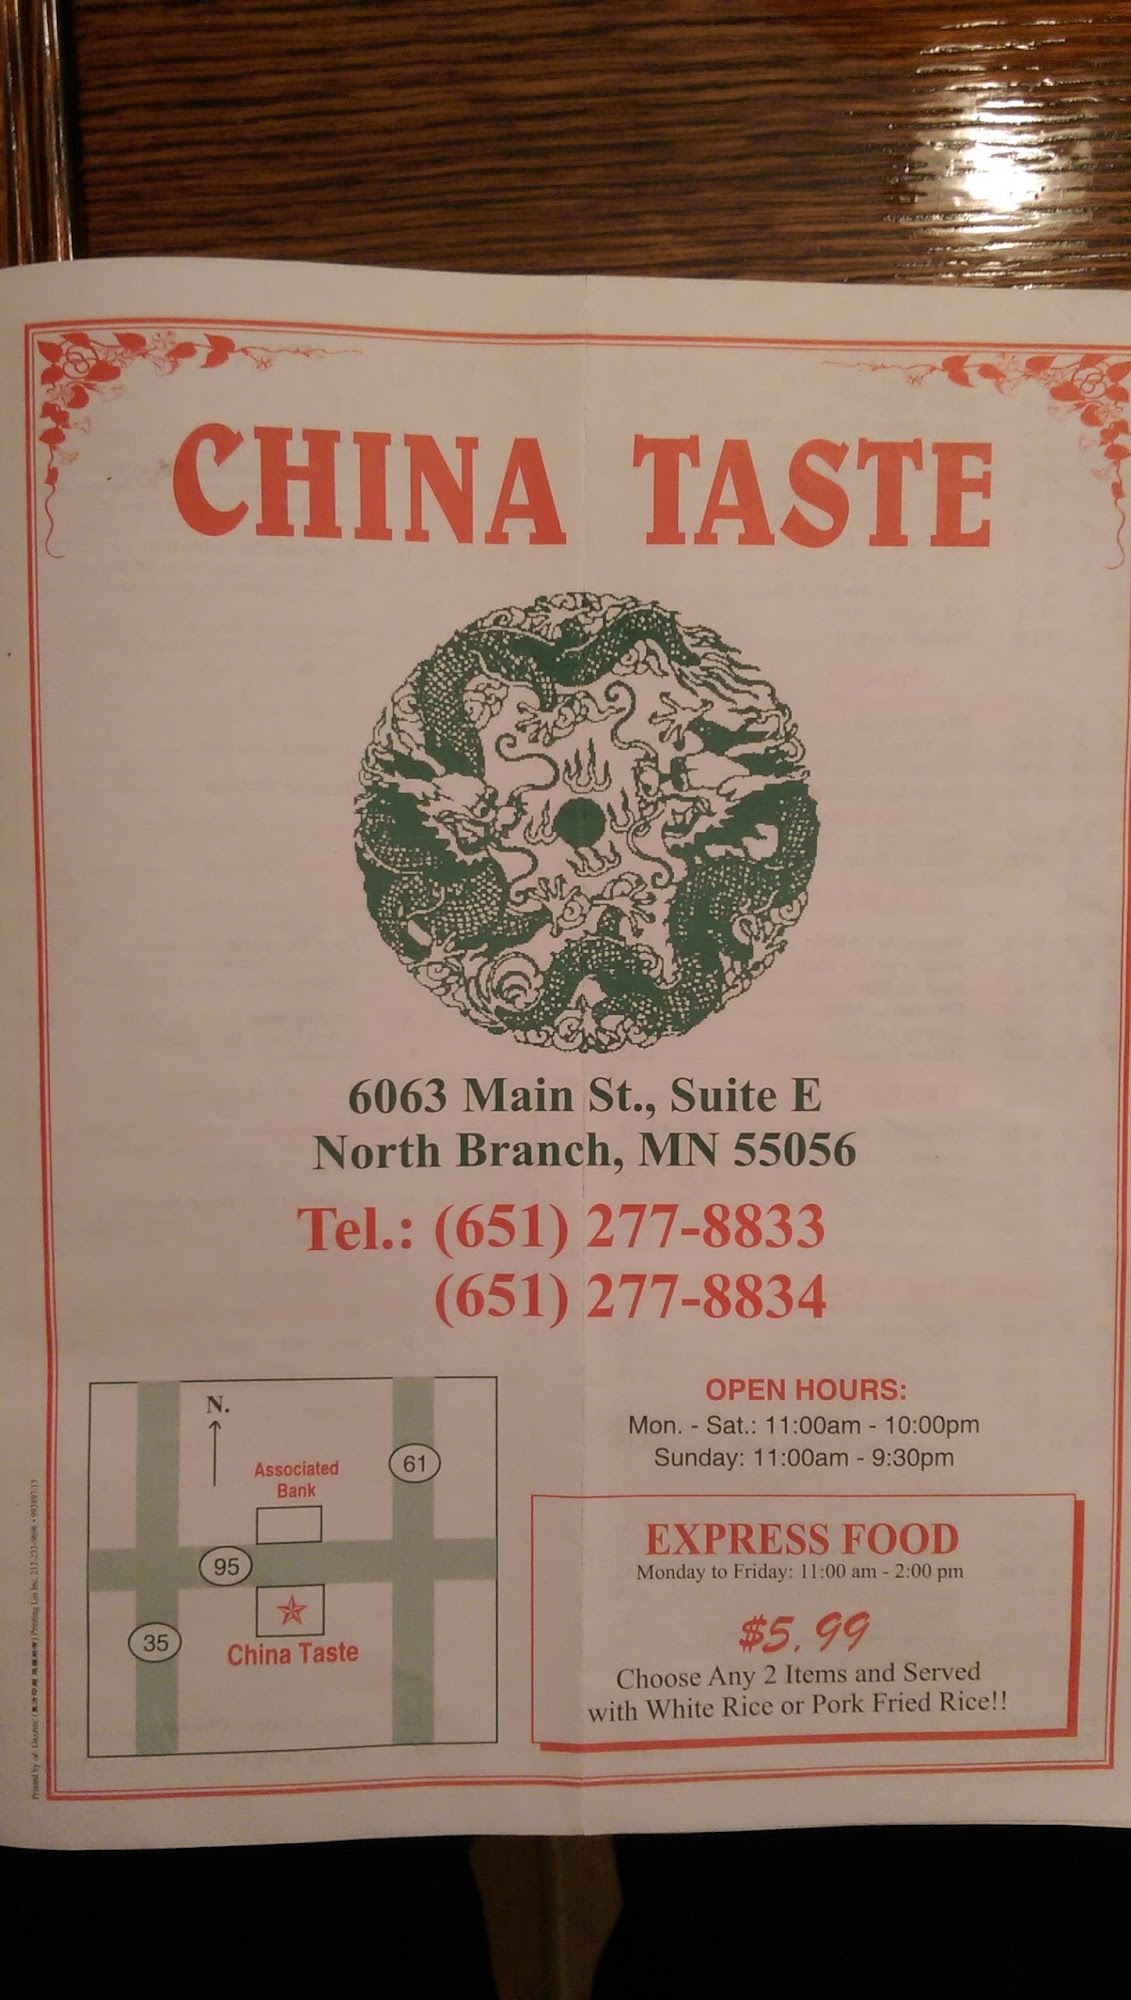 CHINA TASTE
6063 Main St., Suite E
North Branch, MN 55056
Tel.: (651) 277-8833
(651) 277-8834
N.
Associated
Bank
61
95
35
China Taste
OPEN HOURS:
Mon. - Sat.: 11:00am - 10:00pm
Sunday: 11:00am - 9:30pm
EXPRESS FOOD
Monday to Friday: 11:00 am - 2:00 pm
$5.99
Choose Any 2 Items and Served
with White Rice or Pork Fried Rice!!
Printed by